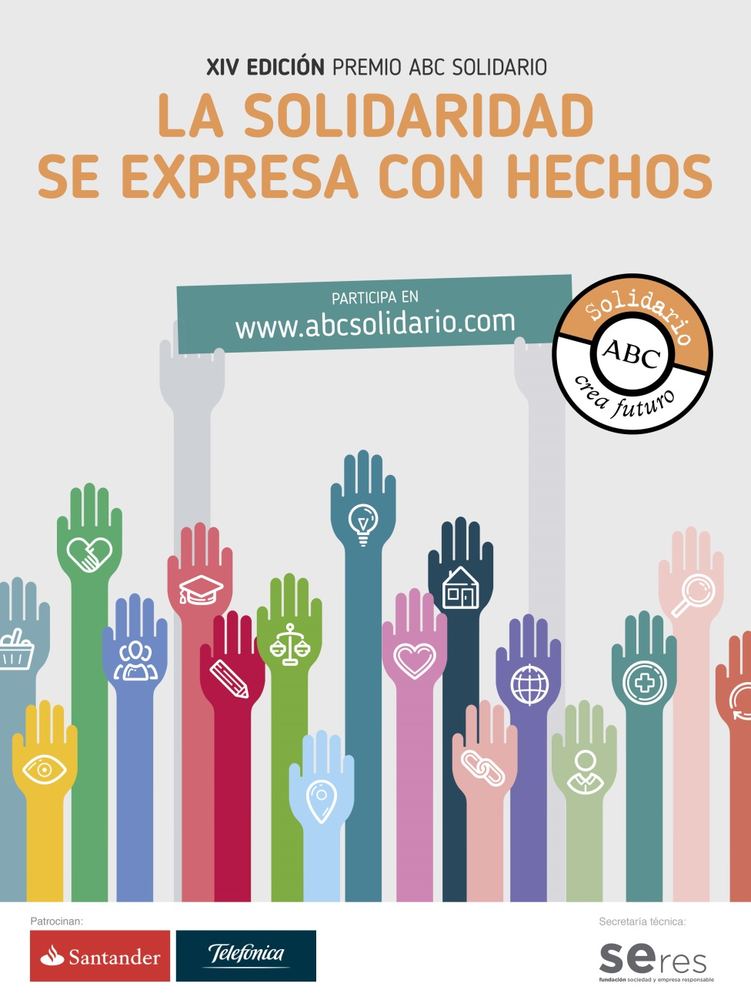 XIV EDICIÓN PREMIO ABC SOLIDARIO
LA SOLIDARIDAD
SE EXPRESA CON HECHOS
PARTICIPA EN
www.abcsolidario.com
Solidario
ABC
crea futuro
Patrocinan:
Santander
Telefónica
Secretaría técnica:
seres
fundación sociedad y empresa responsable